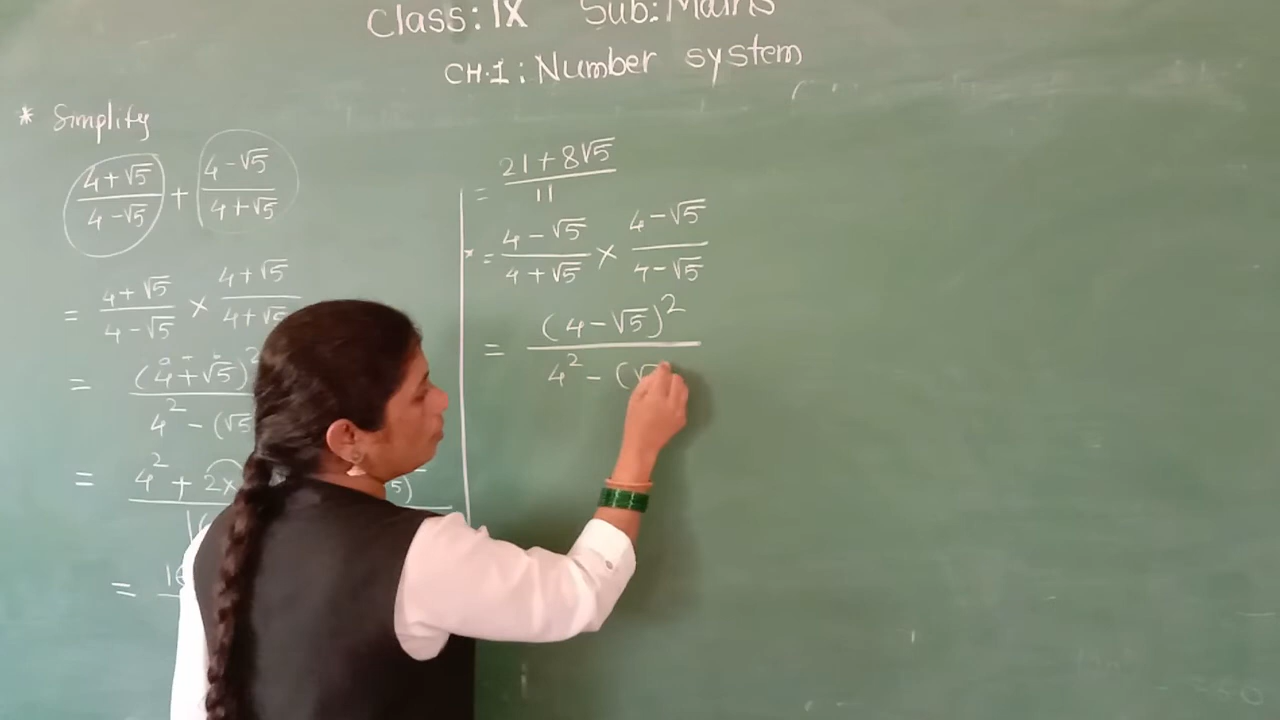 Class: IX Sub: Maths
CH.1: Number system
* Simplify
(4+√5)/(4-√5) + (4-√5)/(4+√5)
= (4+√5)/(4-√5) × (4+√5)/(4+√5)
= (4+√5)²/(4² - (√5
= 4² + 2× 5)
=
= 21+8√5/11
* = (4-√5)/(4+√5) × (4-√5)/(4-√5)
= (4-√5)²/(4² - (√